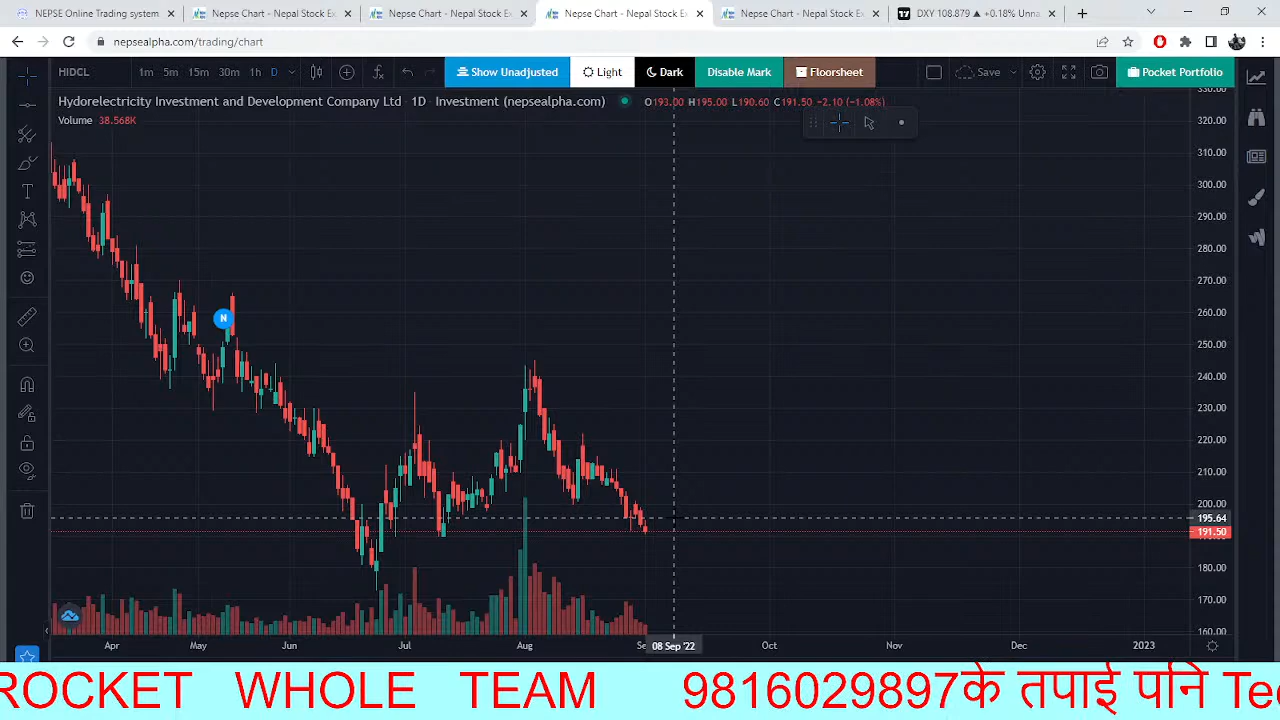 NEPSE Online Trading system
Nepse Chart - Nepal Stock Ex
Nepse Chart - Nepal Stock Ex
Nepse Chart - Nepal Stock Ex
Nepse Chart - Nepal Stock Ex
DXY 108.879 ▲ +0.18% Unna
nepsealpha.com/trading/chart
HIDCL 1m 5m 15m 30m 1h D Show Unadjusted Light Dark Disable Mark Floorsheet Save Pocket Portfolio
Hydorelectricity Investment and Development Company Ltd · 1D · Investment (nepsealpha.com) O193.00 H195.00 L190.60 C191.50 −2.10 (−1.08%)
Volume 38.568K
330.00
320.00
310.00
300.00
290.00
280.00
270.00
260.00
250.00
240.00
230.00
220.00
210.00
200.00
195.64
191.50
180.00
170.00
160.00
N
Apr May Jun Jul Aug Se 08 Sep '22 Oct Nov Dec 2023
ROCKET WHOLE TEAM 9816029897के तपाई पनि Tec